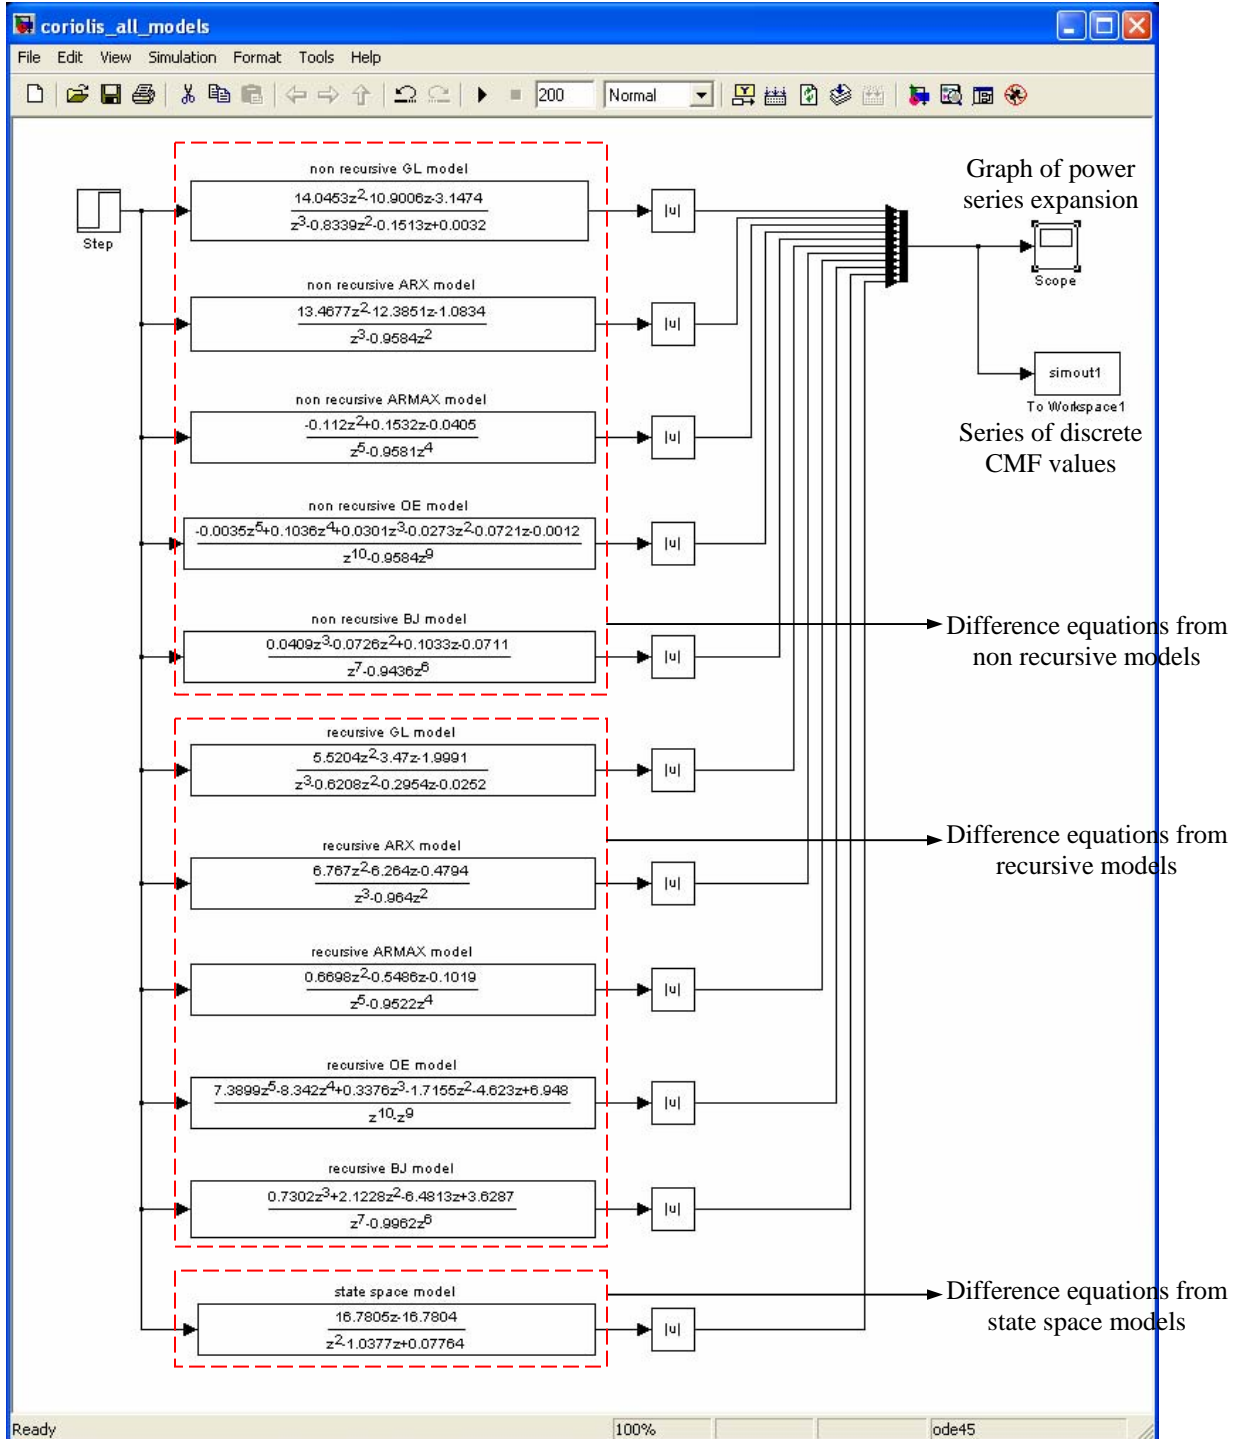 coriolis_all_models
File Edit View Simulation Format Tools Help
200 Normal
non recursive GL model
14.0453z2-10.9006z-3.1474
z3-0.8339z2-0.1513z+0.0032
|u|
Step
Graph of power
series expansion
Scope
non recursive ARX model
13.4677z2-12.3851z-1.0834
z3-0.9584z2
|u|
simout1
To Workspace1
Series of discrete
CMF values
non recursive ARMAX model
-0.112z2+0.1532z-0.0405
z5-0.9581z4
|u|
non recursive OE model
-0.0035z5+0.1036z4+0.0301z3-0.0273z2-0.0721z-0.0012
z10-0.9584z9
|u|
non recursive BJ model
0.0409z3-0.0726z2+0.1033z-0.0711
z7-0.9436z6
|u|
Difference equations from
non recursive models
recursive GL model
5.5204z2-3.47z-1.9991
z3-0.6208z2-0.2954z-0.0252
|u|
Difference equations from
recursive models
recursive ARX model
6.767z2-6.264z-0.4794
z3-0.964z2
|u|
recursive ARMAX model
0.6698z2-0.5486z-0.1019
z5-0.9522z4
|u|
recursive OE model
7.3899z5-8.342z4+0.3376z3-1.7155z2-4.623z+6.948
z10-z9
|u|
recursive BJ model
0.7302z3+2.1228z2-6.4813z+3.6287
z7-0.9962z6
|u|
Difference equations from
state space models
state space model
16.7805z-16.7804
z2-1.0377z+0.07764
|u|
Ready 100% ode45